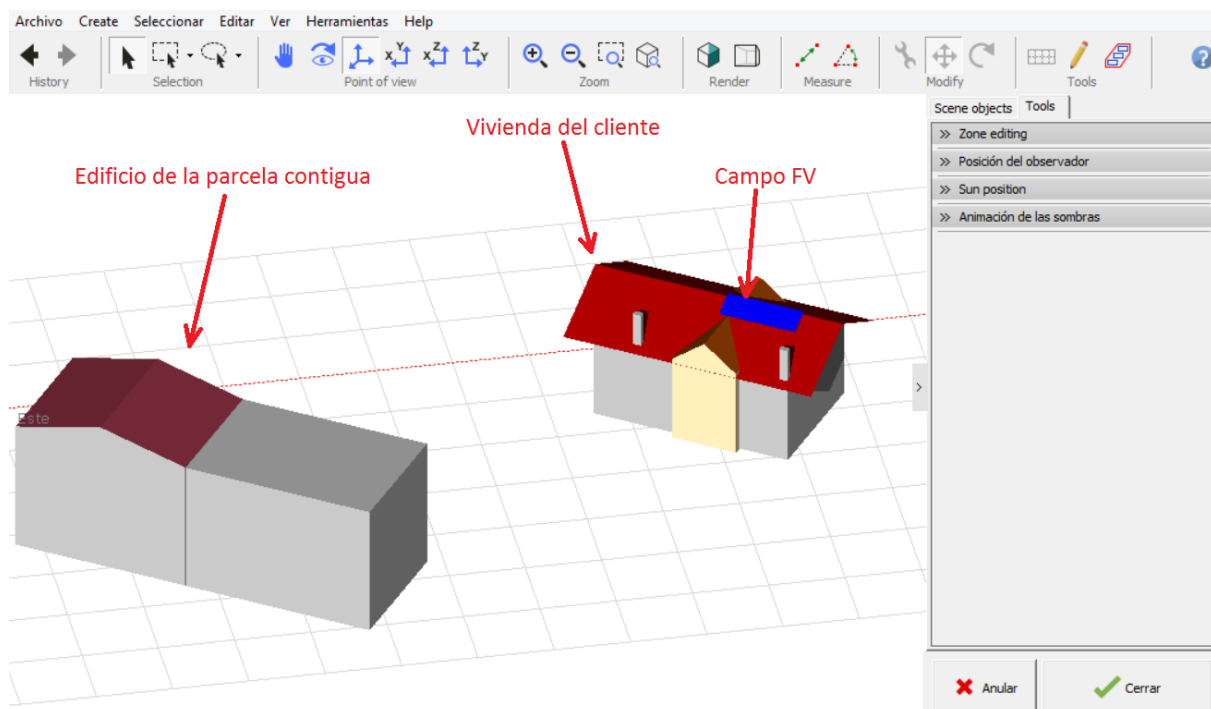 Archivo Create Seleccionar Editar Ver Herramientas Help
History Selection Point of view Zoom Render Measure Modify Tools
Scene objects Tools
Zone editing
Posición del observador
Sun position
Animación de las sombras
Vivienda del cliente
Edificio de la parcela contigua
Campo FV
Este
Anular
Cerrar